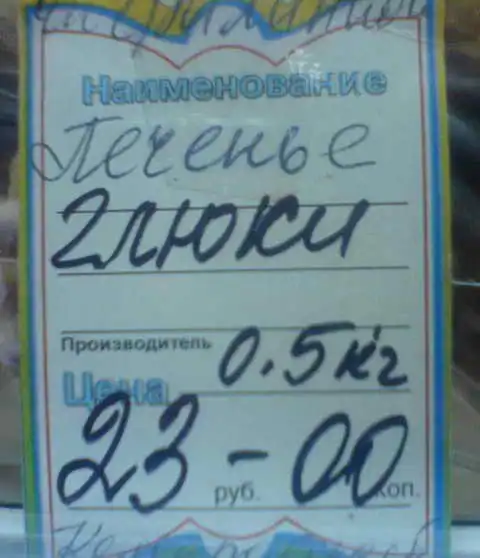 Наименование
Печенье
глюки
Производитель 0.5кг
Цена
23 - 00
руб. коп.